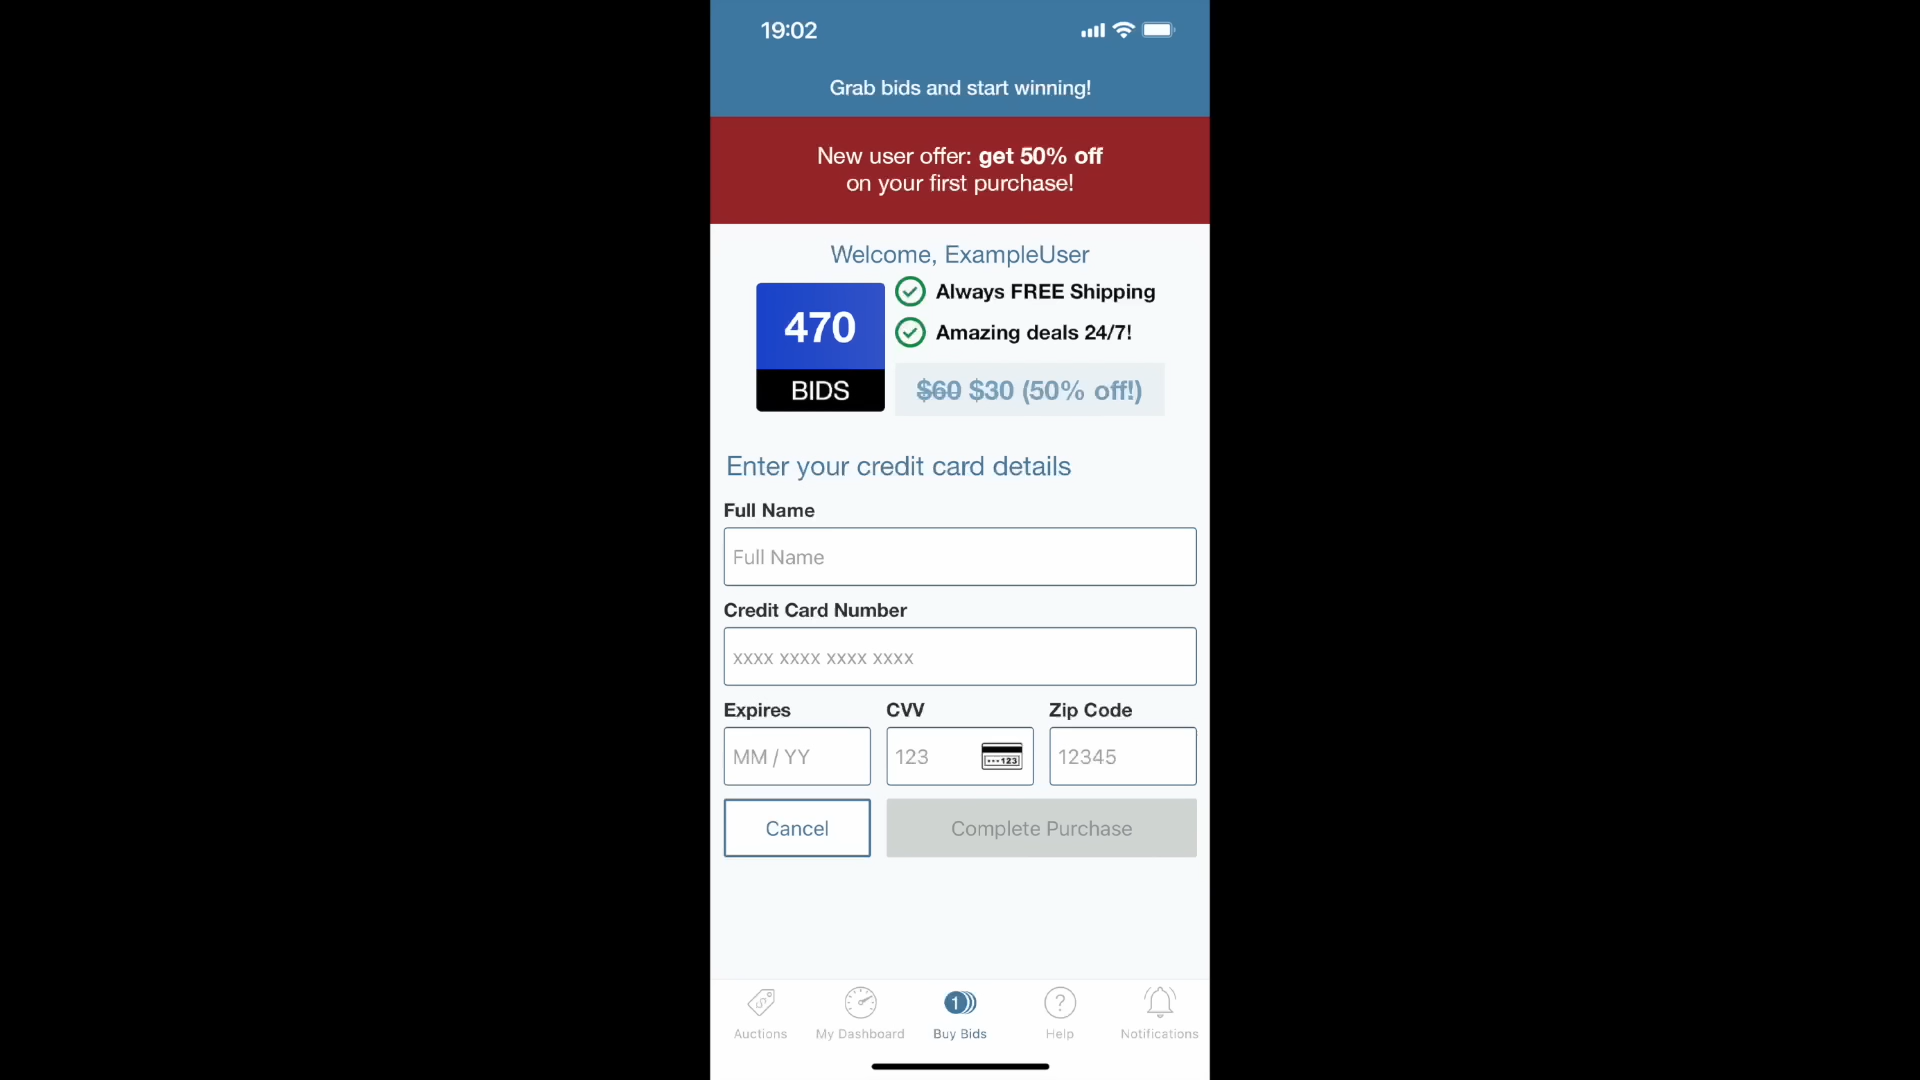 19:02
Grab bids and start winning!
New user offer: get 50% off
on your first purchase!
Welcome, ExampleUser
470
BIDS
Always FREE Shipping
Amazing deals 24/7!
$60 $30 (50% off!)
Enter your credit card details
Full Name
Full Name
Credit Card Number
xxxx xxxx xxxx xxxx
Expires CVV Zip Code
MM / YY 123 •••123 12345
Cancel Complete Purchase
$ 1 ?
Auctions My Dashboard Buy Bids Help Notifications